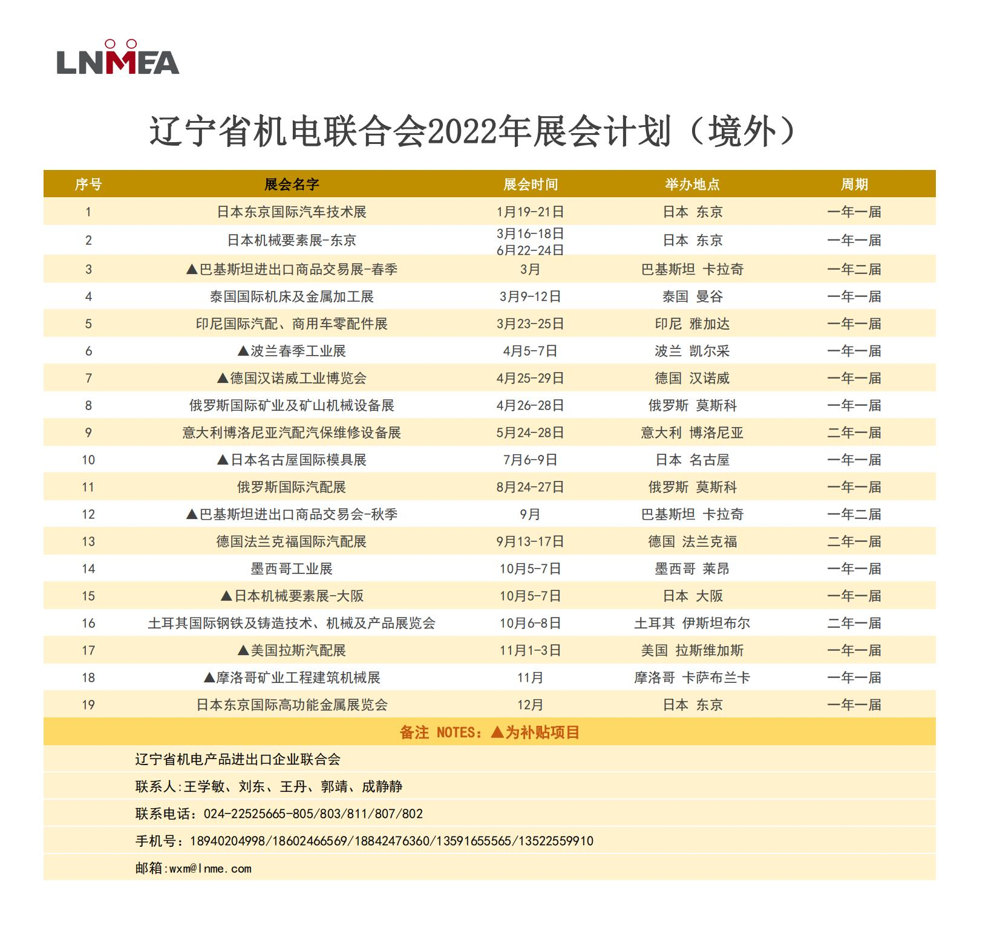 LNMEA
辽宁省机电联合会2022年展会计划（境外）
序号 展会名字 展会时间 举办地点 周期
1 日本东京国际汽车技术展 1月19-21日 日本 东京 一年一届
2 日本机械要素展-东京 3月16-18日 6月22-24日 日本 东京 一年一届
3 ▲巴基斯坦进出口商品交易展-春季 3月 巴基斯坦 卡拉奇 一年二届
4 泰国国际机床及金属加工展 3月9-12日 泰国 曼谷 一年一届
5 印尼国际汽配、商用车零配件展 3月23-25日 印尼 雅加达 一年一届
6 ▲波兰春季工业展 4月5-7日 波兰 凯尔采 一年一届
7 ▲德国汉诺威工业博览会 4月25-29日 德国 汉诺威 一年一届
8 俄罗斯国际矿业及矿山机械设备展 4月26-28日 俄罗斯 莫斯科 一年一届
9 意大利博洛尼亚汽配汽保维修设备展 5月24-28日 意大利 博洛尼亚 二年一届
10 ▲日本名古屋国际模具展 7月6-9日 日本 名古屋 一年一届
11 俄罗斯国际汽配展 8月24-27日 俄罗斯 莫斯科 一年一届
12 ▲巴基斯坦进出口商品交易会-秋季 9月 巴基斯坦 卡拉奇 一年二届
13 德国法兰克福国际汽配展 9月13-17日 德国 法兰克福 二年一届
14 墨西哥工业展 10月5-7日 墨西哥 莱昂 一年一届
15 ▲日本机械要素展-大阪 10月5-7日 日本 大阪 一年一届
16 土耳其国际钢铁及铸造技术、机械及产品展览会 10月6-8日 土耳其 伊斯坦布尔 二年一届
17 ▲美国拉斯汽配展 11月1-3日 美国 拉斯维加斯 一年一届
18 ▲摩洛哥矿业工程建筑机械展 11月 摩洛哥 卡萨布兰卡 一年一届
19 日本东京国际高功能金属展览会 12月 日本 东京 一年一届
备注 NOTES：▲为补贴项目
辽宁省机电产品进出口企业联合会
联系人:王学敏、刘东、王丹、郭靖、成静静
联系电话：024-22525665-805/803/811/807/802
手机号：18940204998/18602466569/18842476360/13591655565/13522559910
邮箱:wxm@lnme.com